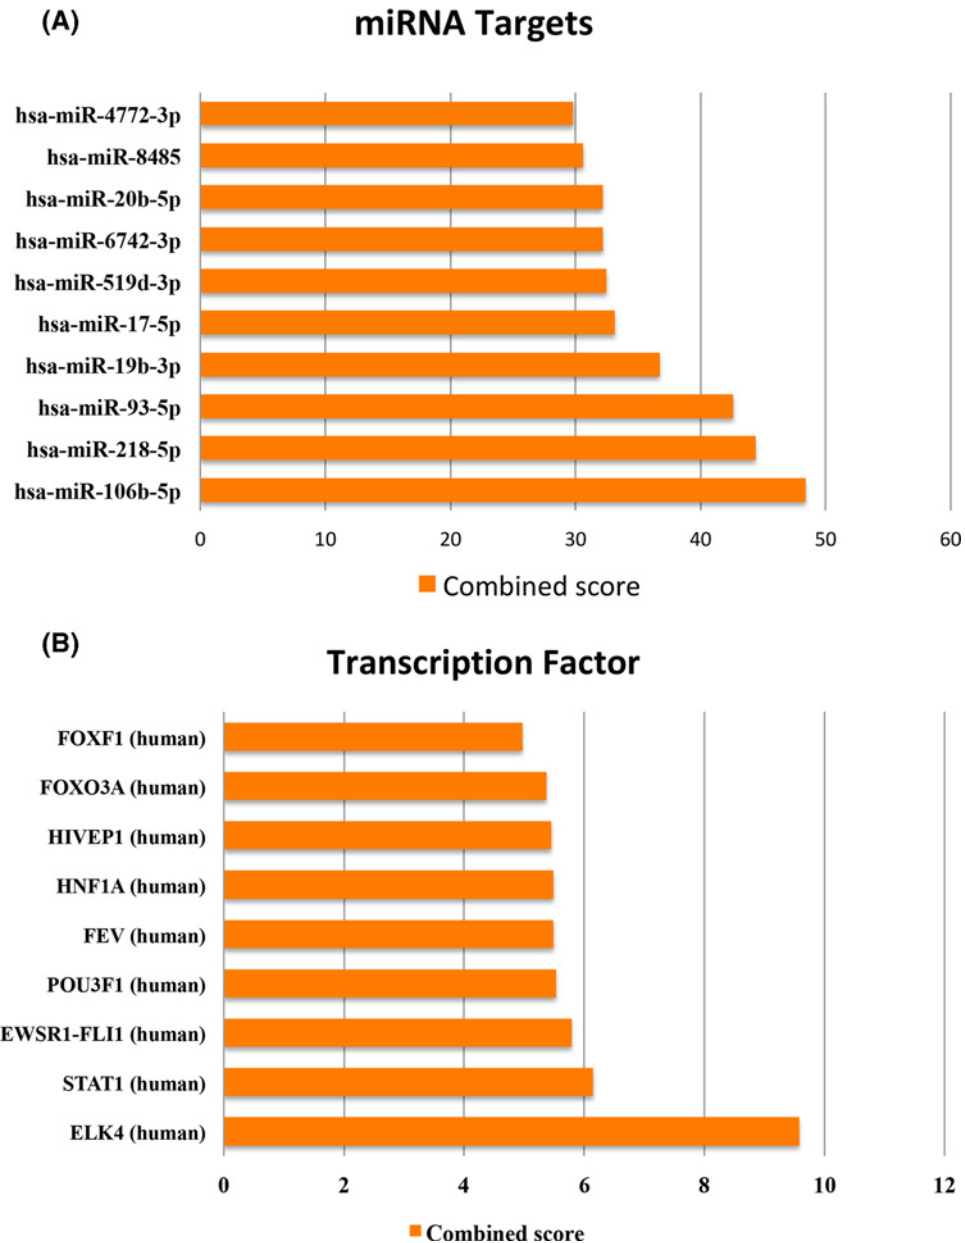 (A)
miRNA Targets
hsa-miR-4772-3p
hsa-miR-8485
hsa-miR-20b-5p
hsa-miR-6742-3p
hsa-miR-519d-3p
hsa-miR-17-5p
hsa-miR-19b-3p
hsa-miR-93-5p
hsa-miR-218-5p
hsa-miR-106b-5p
0 10 20 30 40 50 60
Combined score
(B)
Transcription Factor
FOXF1 (human)
FOXO3A (human)
HIVEP1 (human)
HNF1A (human)
FEV (human)
POU3F1 (human)
EWSR1-FLI1 (human)
STAT1 (human)
ELK4 (human)
0 2 4 6 8 10 12
Combined score